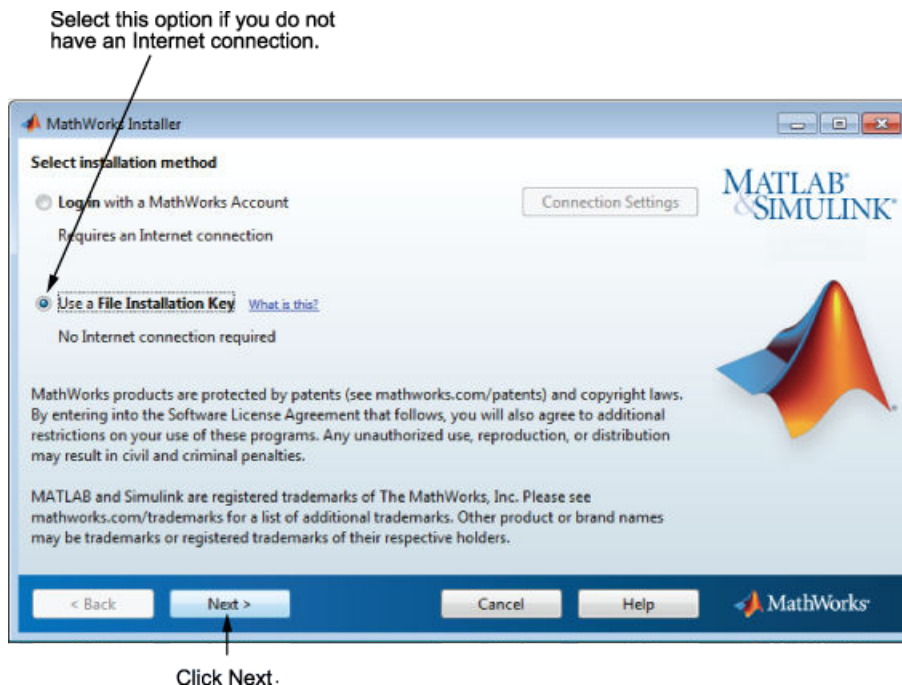 Select this option if you do not
have an Internet connection.
MathWorks Installer
Select installation method
Log in with a MathWorks Account
Connection Settings
Requires an Internet connection
Use a File Installation Key What is this?
No Internet connection required
MATLAB®
&SIMULINK®
MathWorks products are protected by patents (see mathworks.com/patents) and copyright laws.
By entering into the Software License Agreement that follows, you will also agree to additional
restrictions on your use of these programs. Any unauthorized use, reproduction, or distribution
may result in civil and criminal penalties.
MATLAB and Simulink are registered trademarks of The MathWorks, Inc. Please see
mathworks.com/trademarks for a list of additional trademarks. Other product or brand names
may be trademarks or registered trademarks of their respective holders.
< Back Next > Cancel Help MathWorks®
Click Next.